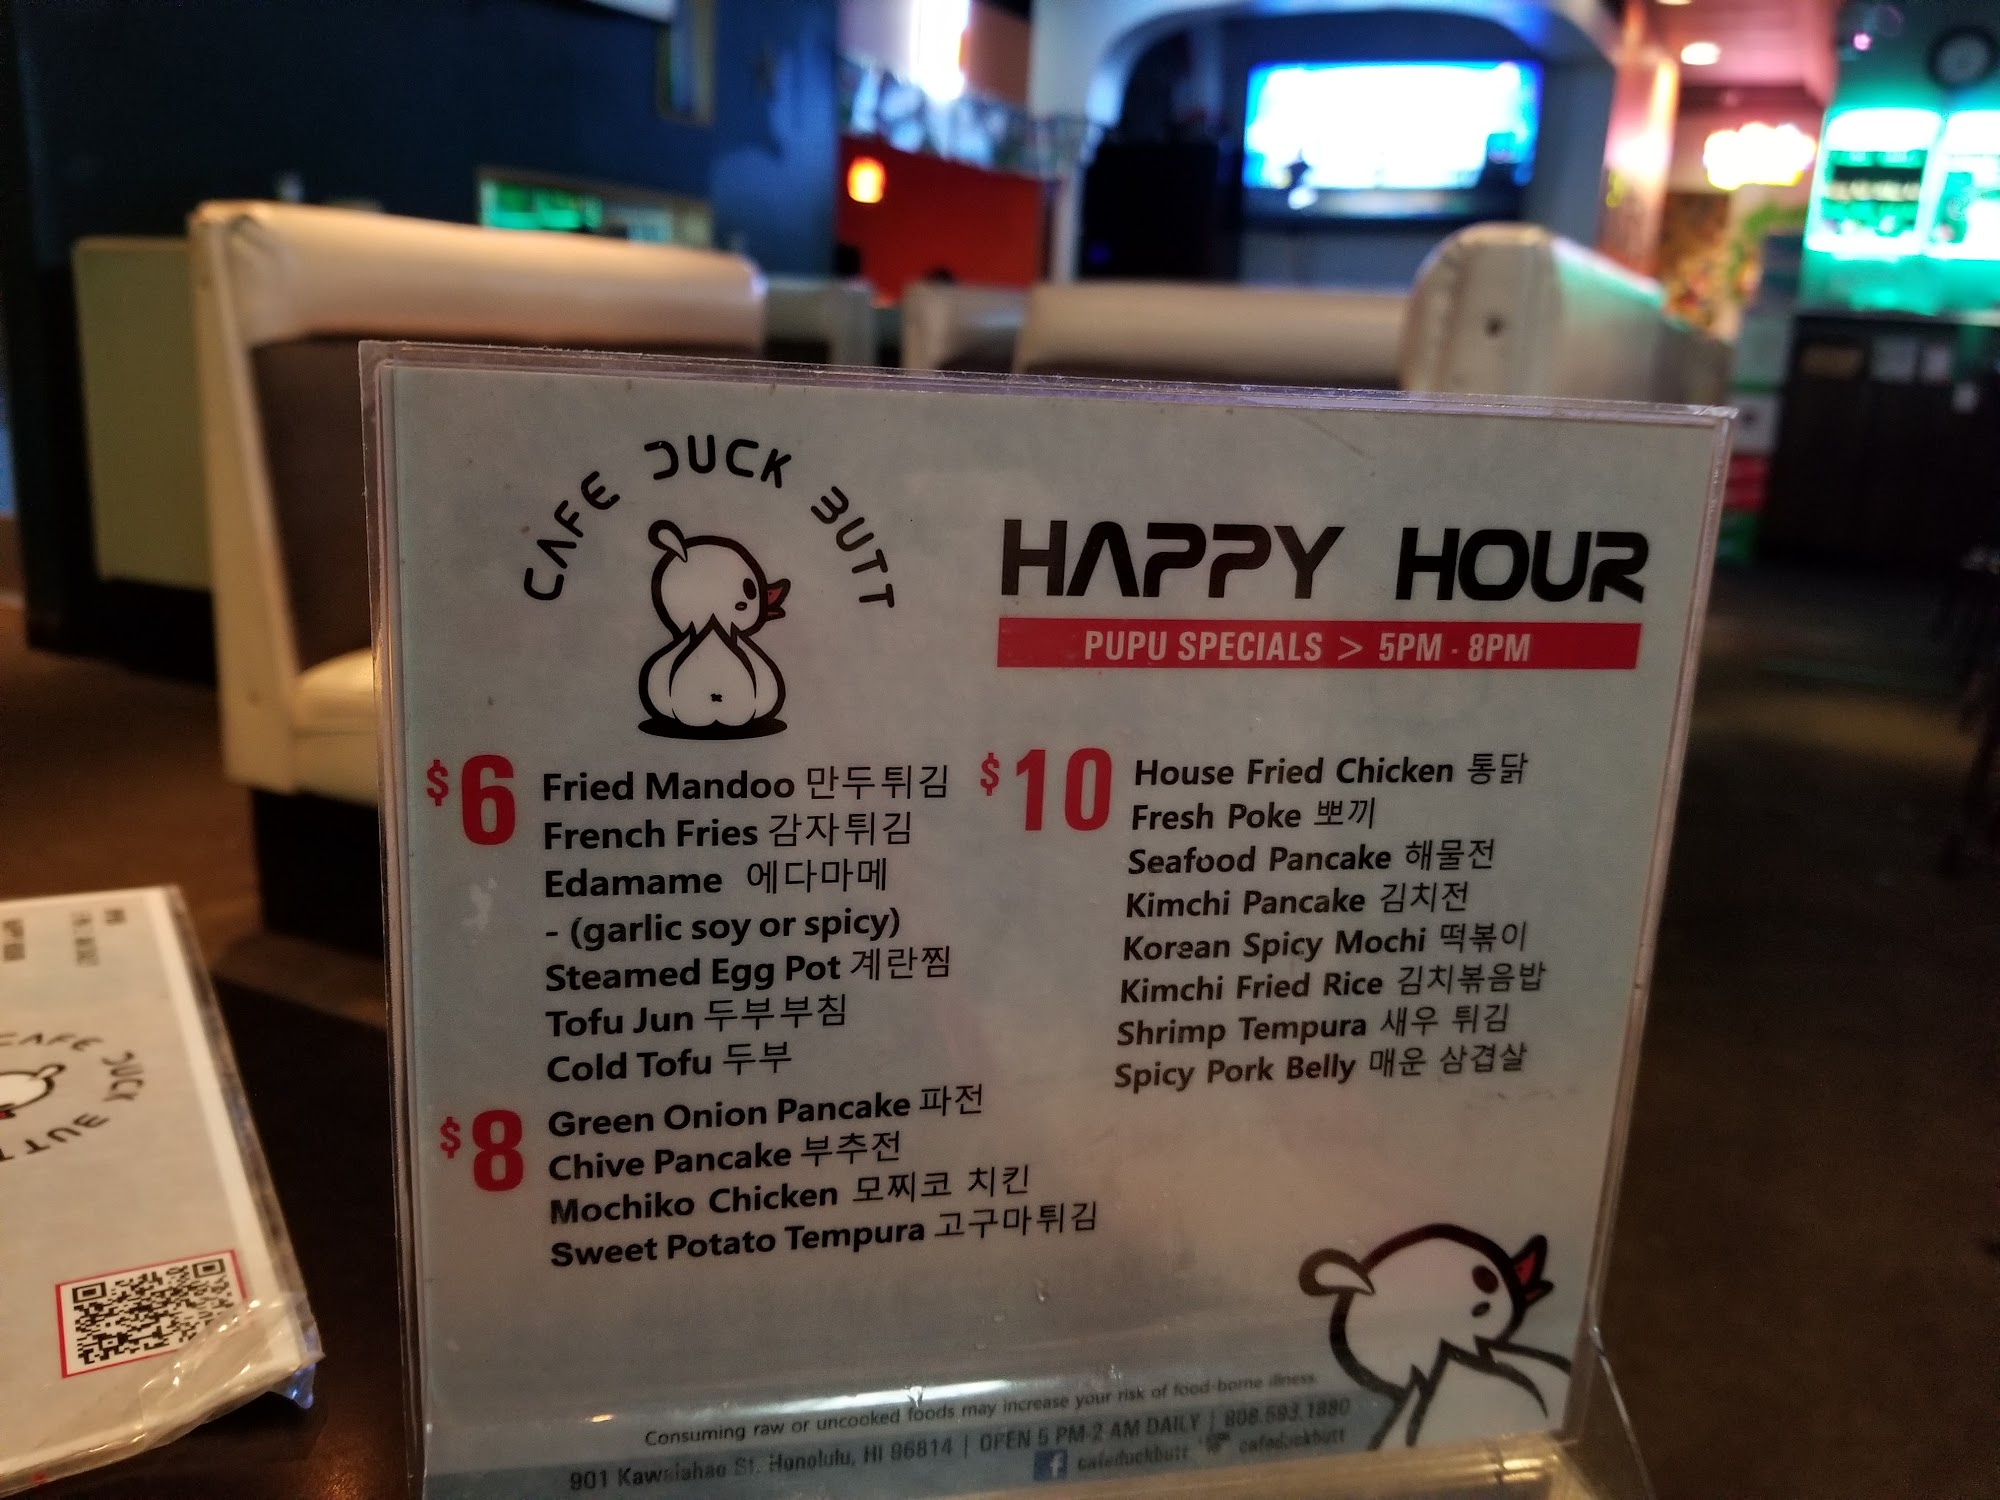 CAFE DUCK BUTT
HAPPY HOUR
PUPU SPECIALS > 5PM - 8PM
$6
Fried Mandoo 만두튀김
French Fries 감자튀김
Edamame 에다마메
- (garlic soy or spicy)
Steamed Egg Pot 계란찜
Tofu Jun 두부부침
Cold Tofu 두부
$8
Green Onion Pancake 파전
Chive Pancake 부추전
Mochiko Chicken 모찌코 치킨
Sweet Potato Tempura 고구마튀김
$10
House Fried Chicken 통닭
Fresh Poke 뽀끼
Seafood Pancake 해물전
Kimchi Pancake 김치전
Korean Spicy Mochi 떡볶이
Kimchi Fried Rice 김치볶음밥
Shrimp Tempura 새우 튀김
Spicy Pork Belly 매운 삼겹살
Consuming raw or uncooked foods may increase your risk of food-borne illness.
901 Kawaiahao St. Honolulu, HI 96814 | OPEN 5 PM-2 AM DAILY | 808.593.1880
cafeduckbutt cafeduckbutt
CAFE DUCK BUTT